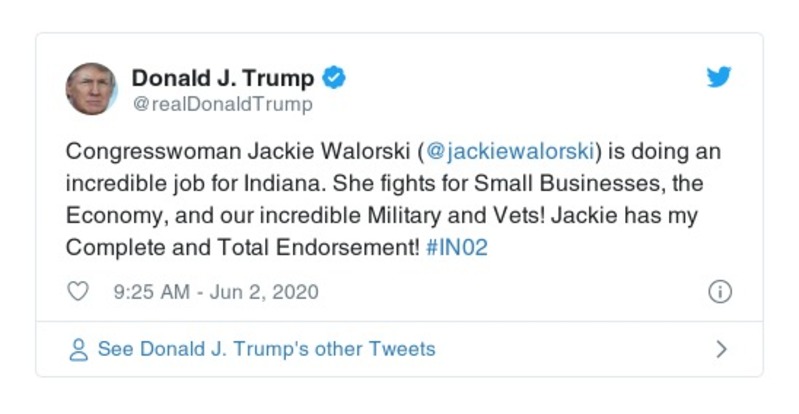 Donald J. Trump
@realDonaldTrump
Congresswoman Jackie Walorski (@jackiewalorski) is doing an
incredible job for Indiana. She fights for Small Businesses, the
Economy, and our incredible Military and Vets! Jackie has my
Complete and Total Endorsement! #IN02
9:25 AM - Jun 2, 2020
See Donald J. Trump's other Tweets